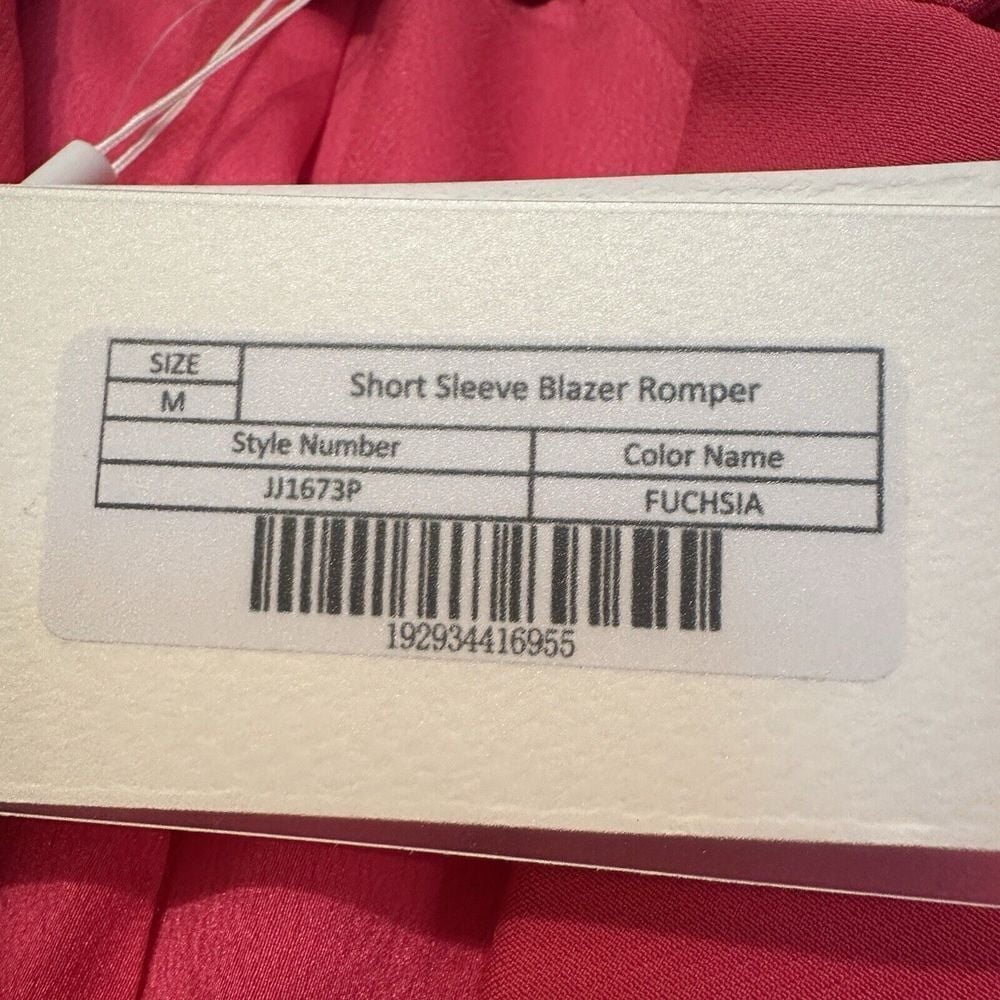 SIZE
M
Short Sleeve Blazer Romper
Style Number
Color Name
JJ1673P
FUCHSIA
192934416955